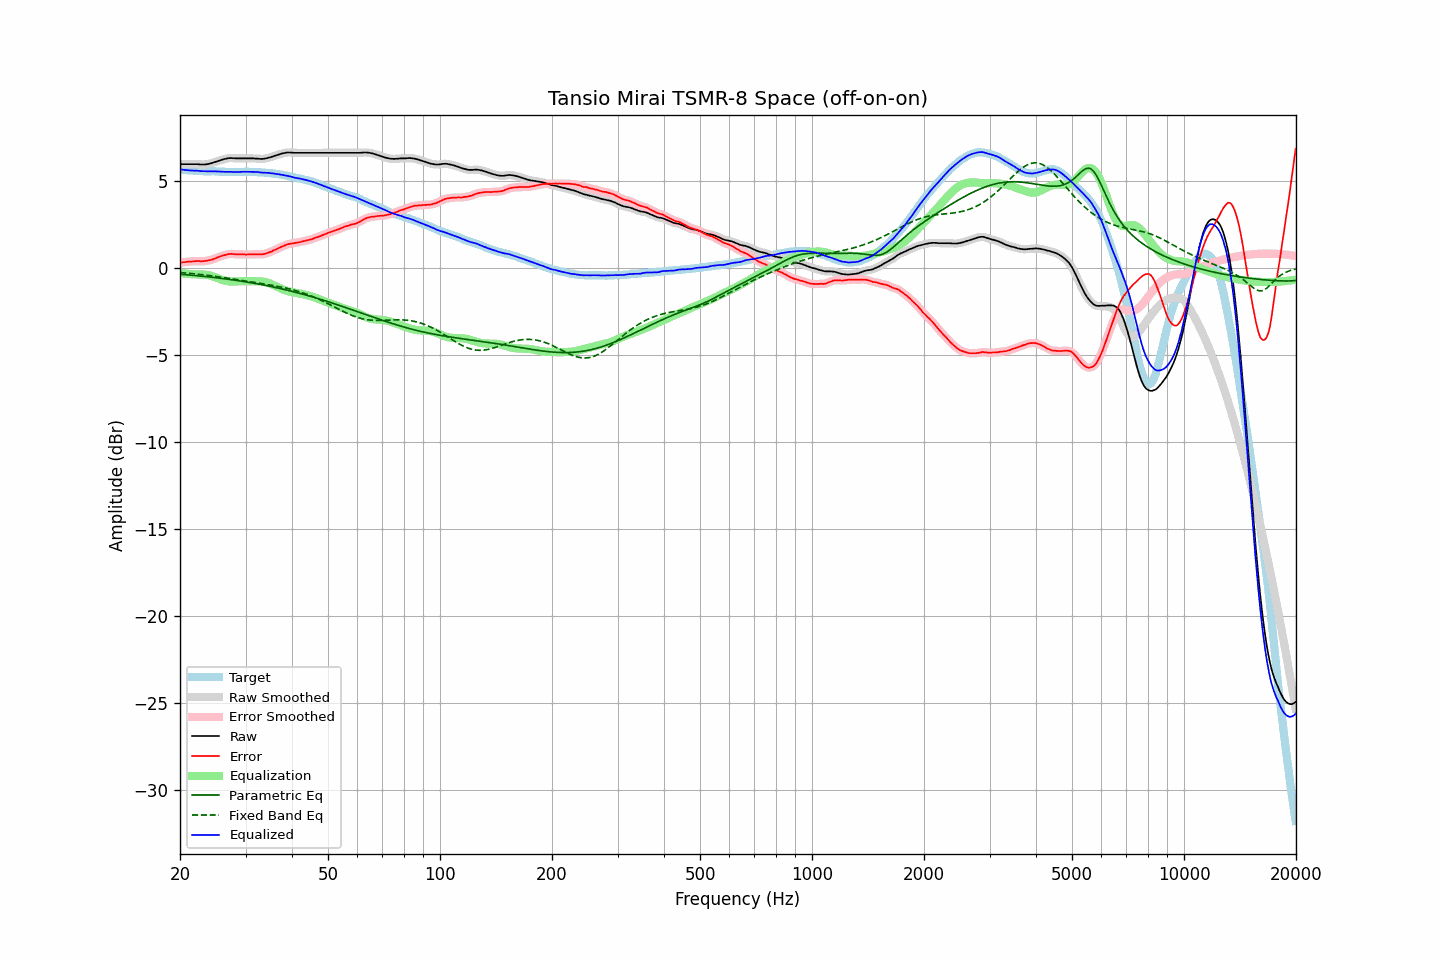 Tansio Mirai TSMR-8 Space (off-on-on)
5
0
−5
−10
−15
−20
−25
−30
Amplitude (dBr)
Target
Raw Smoothed
Error Smoothed
Raw
Error
Equalization
Parametric Eq
Fixed Band Eq
Equalized
20 50 100 200 500 1000 2000 5000 10000 20000
Frequency (Hz)